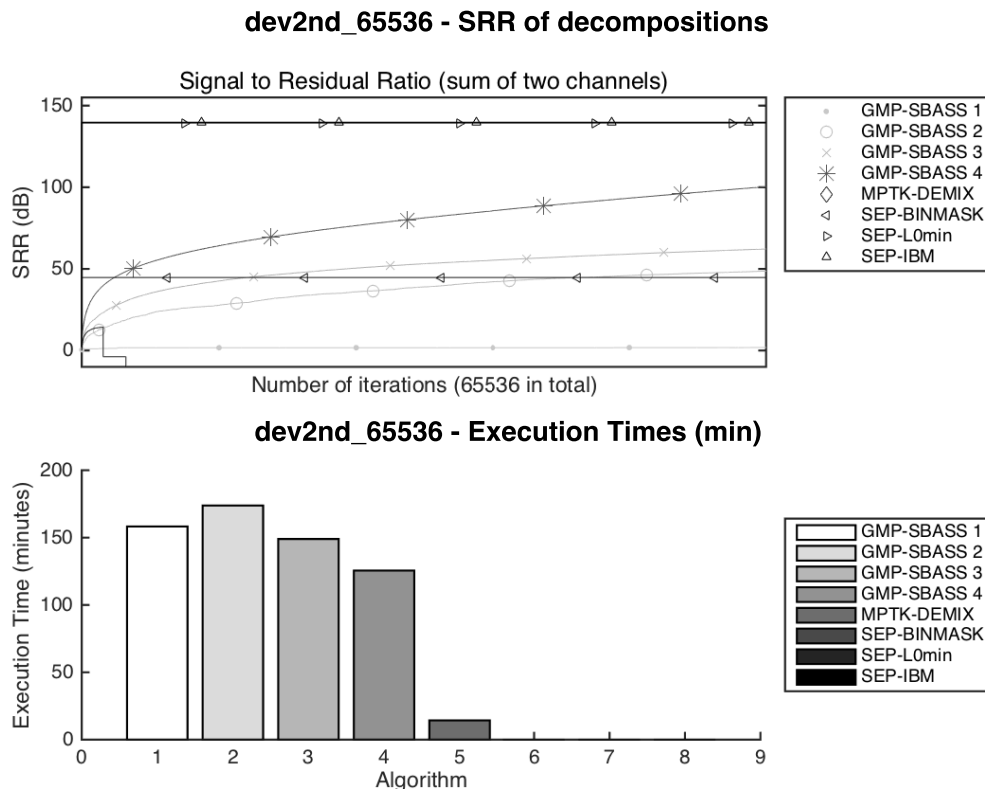 dev2nd_65536 - SRR of decompositions
Signal to Residual Ratio (sum of two channels)
150
100
50
0
SRR (dB)
Number of iterations (65536 in total)
GMP-SBASS 1
GMP-SBASS 2
GMP-SBASS 3
GMP-SBASS 4
MPTK-DEMIX
SEP-BINMASK
SEP-L0min
SEP-IBM
dev2nd_65536 - Execution Times (min)
200
150
100
50
0
Execution Time (minutes)
0 1 2 3 4 5 6 7 8 9
Algorithm
GMP-SBASS 1
GMP-SBASS 2
GMP-SBASS 3
GMP-SBASS 4
MPTK-DEMIX
SEP-BINMASK
SEP-L0min
SEP-IBM